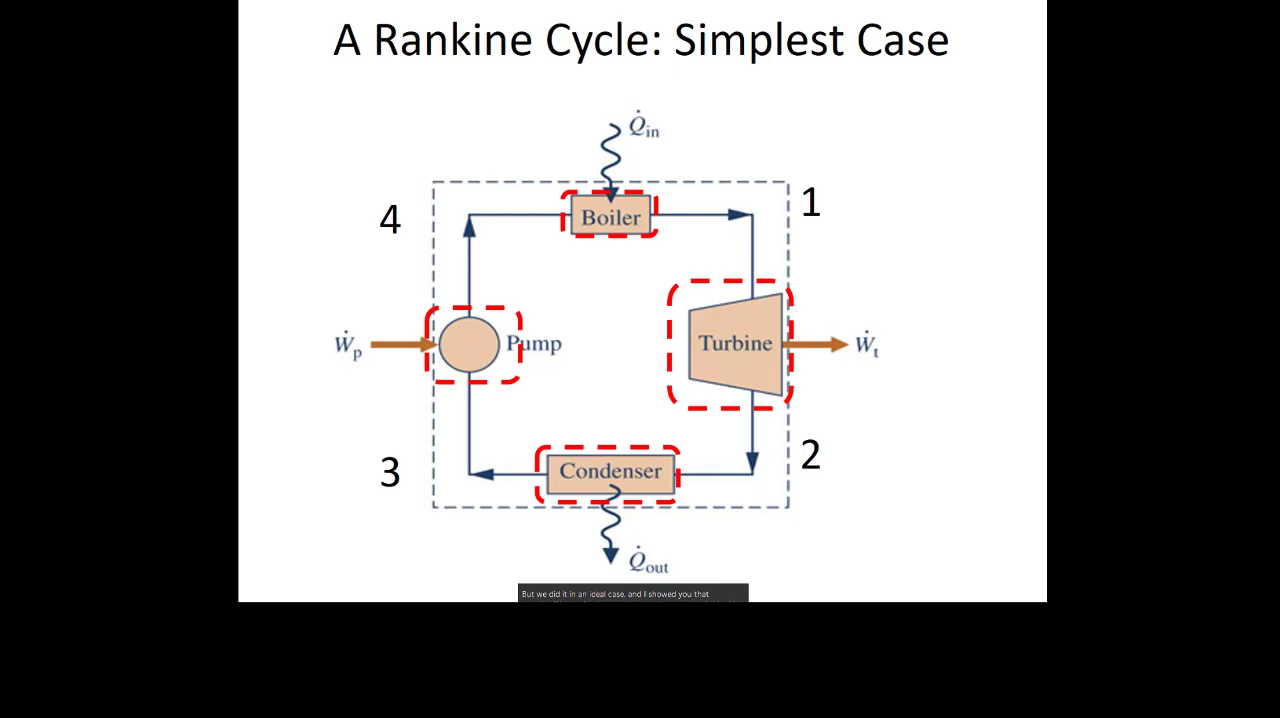 A Rankine Cycle: Simplest Case
Q̇in
4
Boiler
1
Ẇp
Pump
Turbine
Ẇt
3
Condenser
2
Q̇out
But we did it in an ideal case, and I showed you that